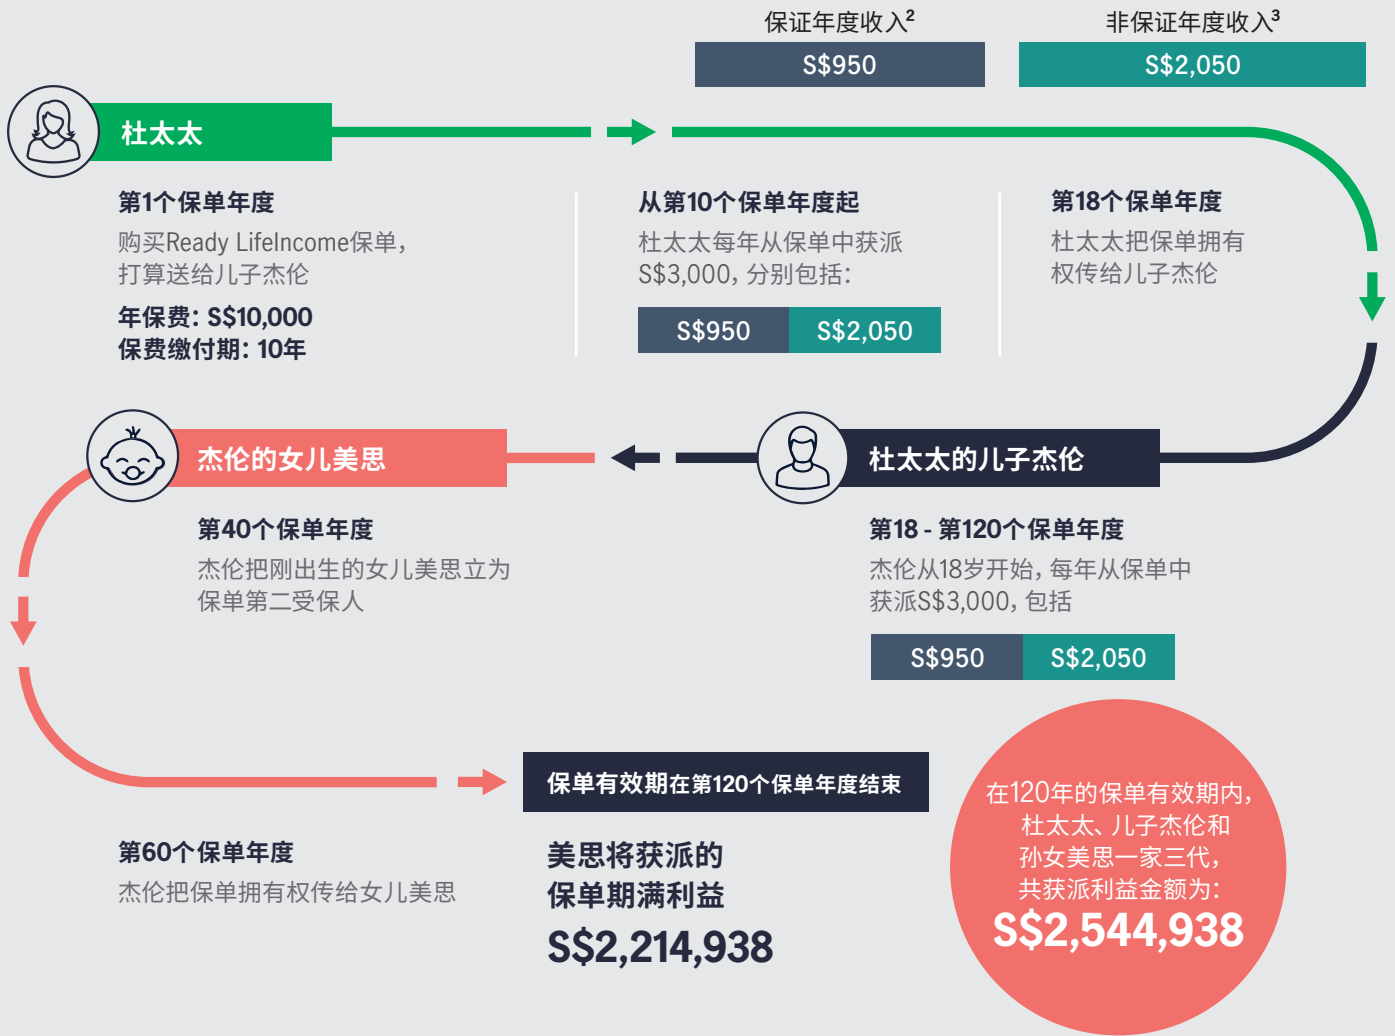 保证年度收入2
非保证年度收入3
S$950
S$2,050
杜太太
第1个保单年度
购买Ready LifeIncome保单，
打算送给儿子杰伦
年保费：S$10,000
保费缴付期：10年
从第10个保单年度起
杜太太每年从保单中获派
S$3,000，分别包括：
S$950
S$2,050
第18个保单年度
杜太太把保单拥有
权传给儿子杰伦
杜太太的儿子杰伦
第18 - 第120个保单年度
杰伦从18岁开始，每年从保单中
获派S$3,000，包括
S$950
S$2,050
杰伦的女儿美思
第40个保单年度
杰伦把刚出生的女儿美思立为
保单第二受保人
第60个保单年度
杰伦把保单拥有权传给女儿美思
保单有效期在第120个保单年度结束
美思将获派的
保单期满利益
S$2,214,938
在120年的保单有效期内，
杜太太、儿子杰伦和
孙女美思一家三代，
共获派利益金额为：
S$2,544,938